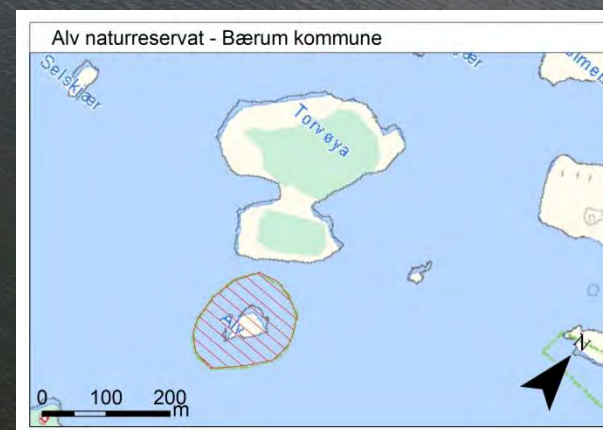 Alv naturreservat - Bærum kommune
Selskjær
Torvøya
Alv
0 100 200
m
N